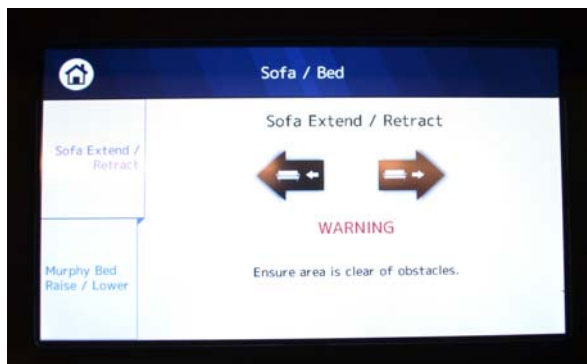 Sofa / Bed
Sofa Extend /
Retract
Murphy Bed
Raise / Lower
Sofa Extend / Retract
WARNING
Ensure area is clear of obstacles.